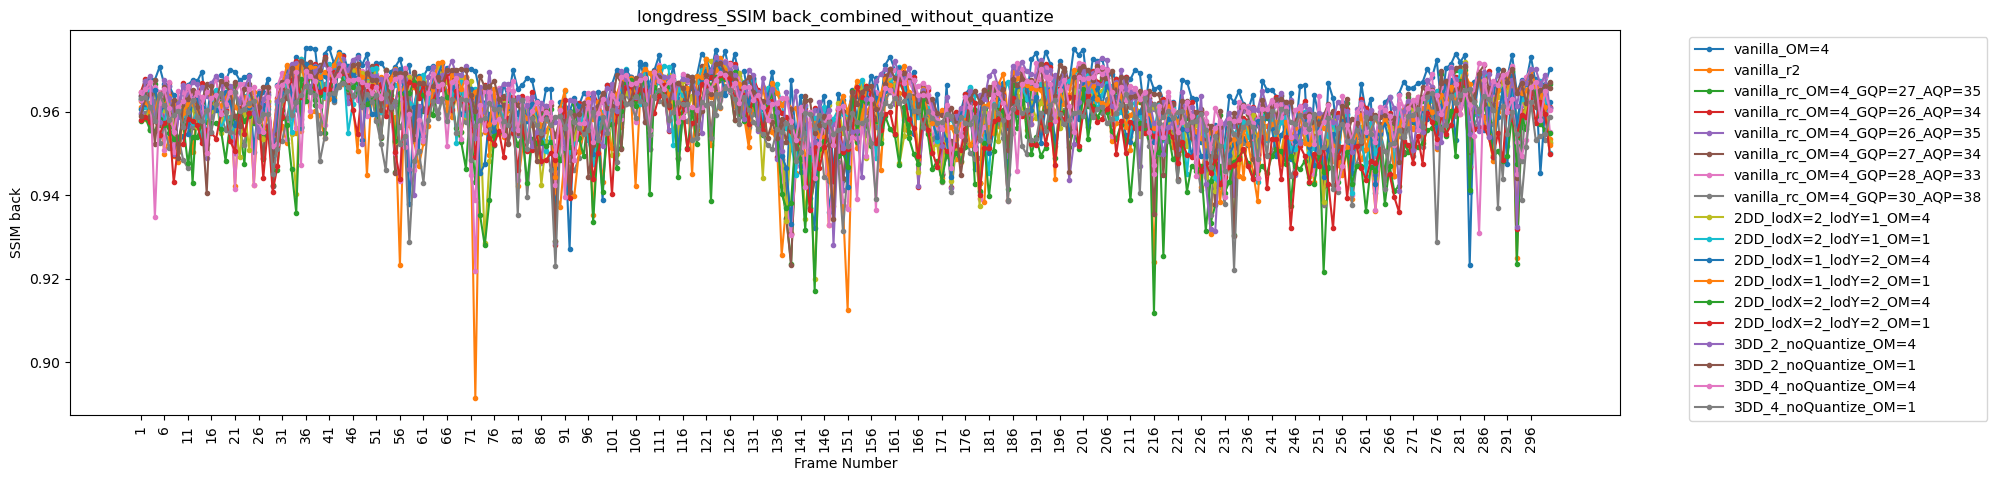 longdress_SSIM back_combined_without_quantize
SSIM back
0.96
0.94
0.92
0.90
1 6 11 16 21 26 31 36 41 46 51 56 61 66 71 76 81 86 91 96 101 106 111 116 121 126 131 136 141 146 151 156 161 166 171 176 181 186 191 196 201 206 211 216 221 226 231 236 241 246 251 256 261 266 271 276 281 286 291 296
Frame Number
vanilla_OM=4
vanilla_r2
vanilla_rc_OM=4_GQP=27_AQP=35
vanilla_rc_OM=4_GQP=26_AQP=34
vanilla_rc_OM=4_GQP=26_AQP=35
vanilla_rc_OM=4_GQP=27_AQP=34
vanilla_rc_OM=4_GQP=28_AQP=33
vanilla_rc_OM=4_GQP=30_AQP=38
2DD_lodX=2_lodY=1_OM=4
2DD_lodX=2_lodY=1_OM=1
2DD_lodX=1_lodY=2_OM=4
2DD_lodX=1_lodY=2_OM=1
2DD_lodX=2_lodY=2_OM=4
2DD_lodX=2_lodY=2_OM=1
3DD_2_noQuantize_OM=4
3DD_2_noQuantize_OM=1
3DD_4_noQuantize_OM=4
3DD_4_noQuantize_OM=1